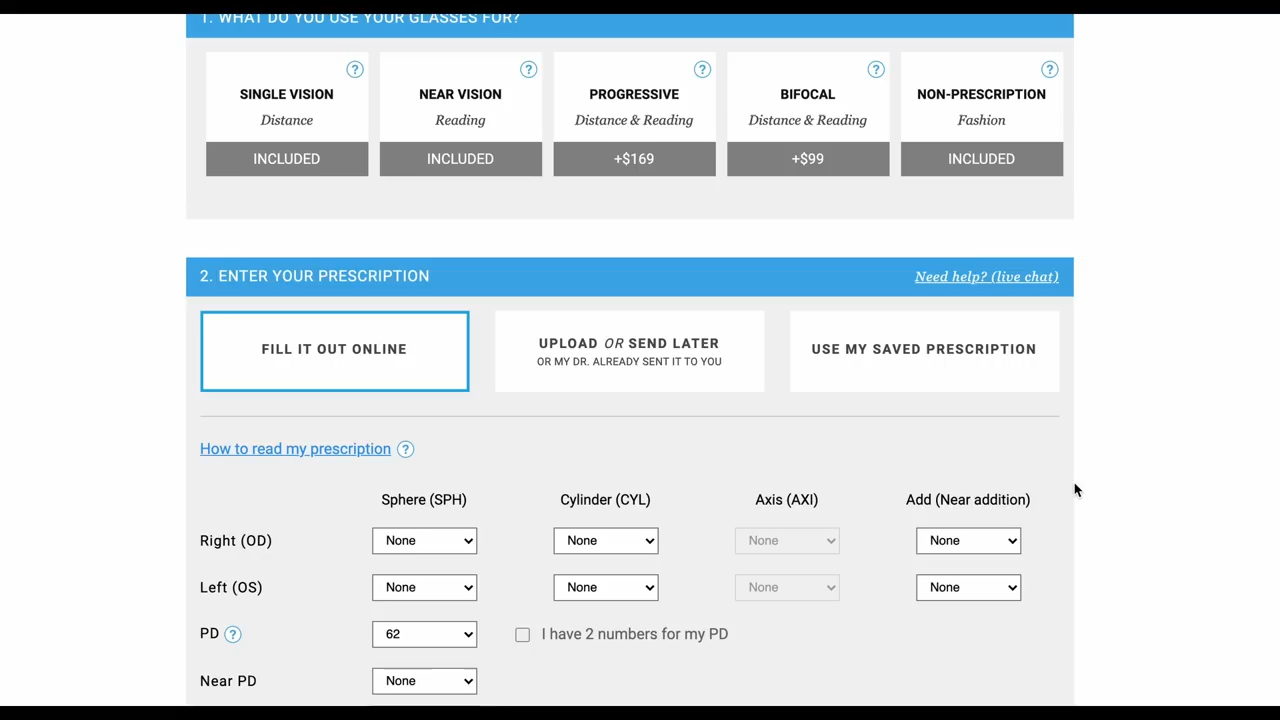 1. WHAT DO YOU USE YOUR GLASSES FOR?
? ? ? ? ?
SINGLE VISION NEAR VISION PROGRESSIVE BIFOCAL NON-PRESCRIPTION
Distance Reading Distance & Reading Distance & Reading Fashion
INCLUDED INCLUDED +$169 +$99 INCLUDED
2. ENTER YOUR PRESCRIPTION Need help? (live chat)
FILL IT OUT ONLINE UPLOAD or SEND LATER USE MY SAVED PRESCRIPTION
OR MY DR. ALREADY SENT IT TO YOU
How to read my prescription ?
Sphere (SPH) Cylinder (CYL) Axis (AXI) Add (Near addition)
Right (OD) None None None None
Left (OS) None None None None
PD ? 62 I have 2 numbers for my PD
Near PD None